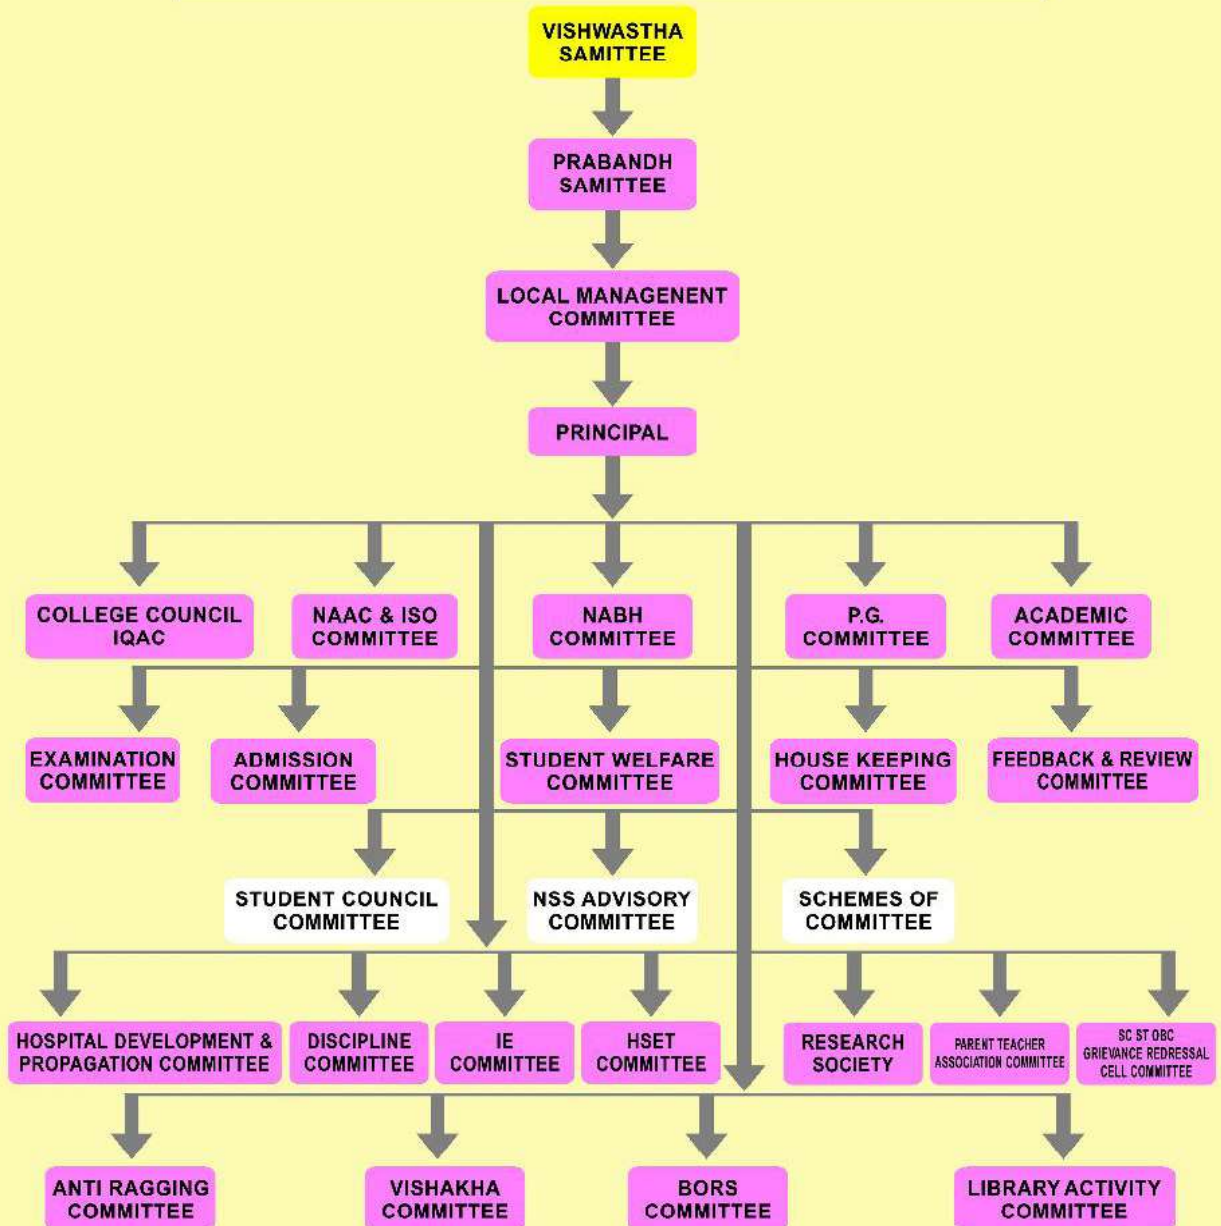 VISHWASTHA
SAMITTEE
PRABANDH
SAMITTEE
LOCAL MANAGEMENT
COMMITTEE
PRINCIPAL
COLLEGE COUNCIL
IQAC
NAAC & ISO
COMMITTEE
NABH
COMMITTEE
P.G.
COMMITTEE
ACADEMIC
COMMITTEE
EXAMINATION
COMMITTEE
ADMISSION
COMMITTEE
STUDENT WELFARE
COMMITTEE
HOUSE KEEPING
COMMITTEE
FEEDBACK & REVIEW
COMMITTEE
STUDENT COUNCIL
COMMITTEE
NSS ADVISORY
COMMITTEE
SCHEMES OF
COMMITTEE
HOSPITAL DEVELOPMENT &
PROPAGATION COMMITTEE
DISCIPLINE
COMMITTEE
IE
COMMITTEE
HSET
COMMITTEE
RESEARCH
SOCIETY
PARENT TEACHER
ASSOCIATION COMMITTEE
SC ST OBC
GRIEVANCE REDRESSAL
CELL COMMITTEE
ANTI RAGGING
COMMITTEE
VISHAKHA
COMMITTEE
BORS
COMMITTEE
LIBRARY ACTIVITY
COMMITTEE